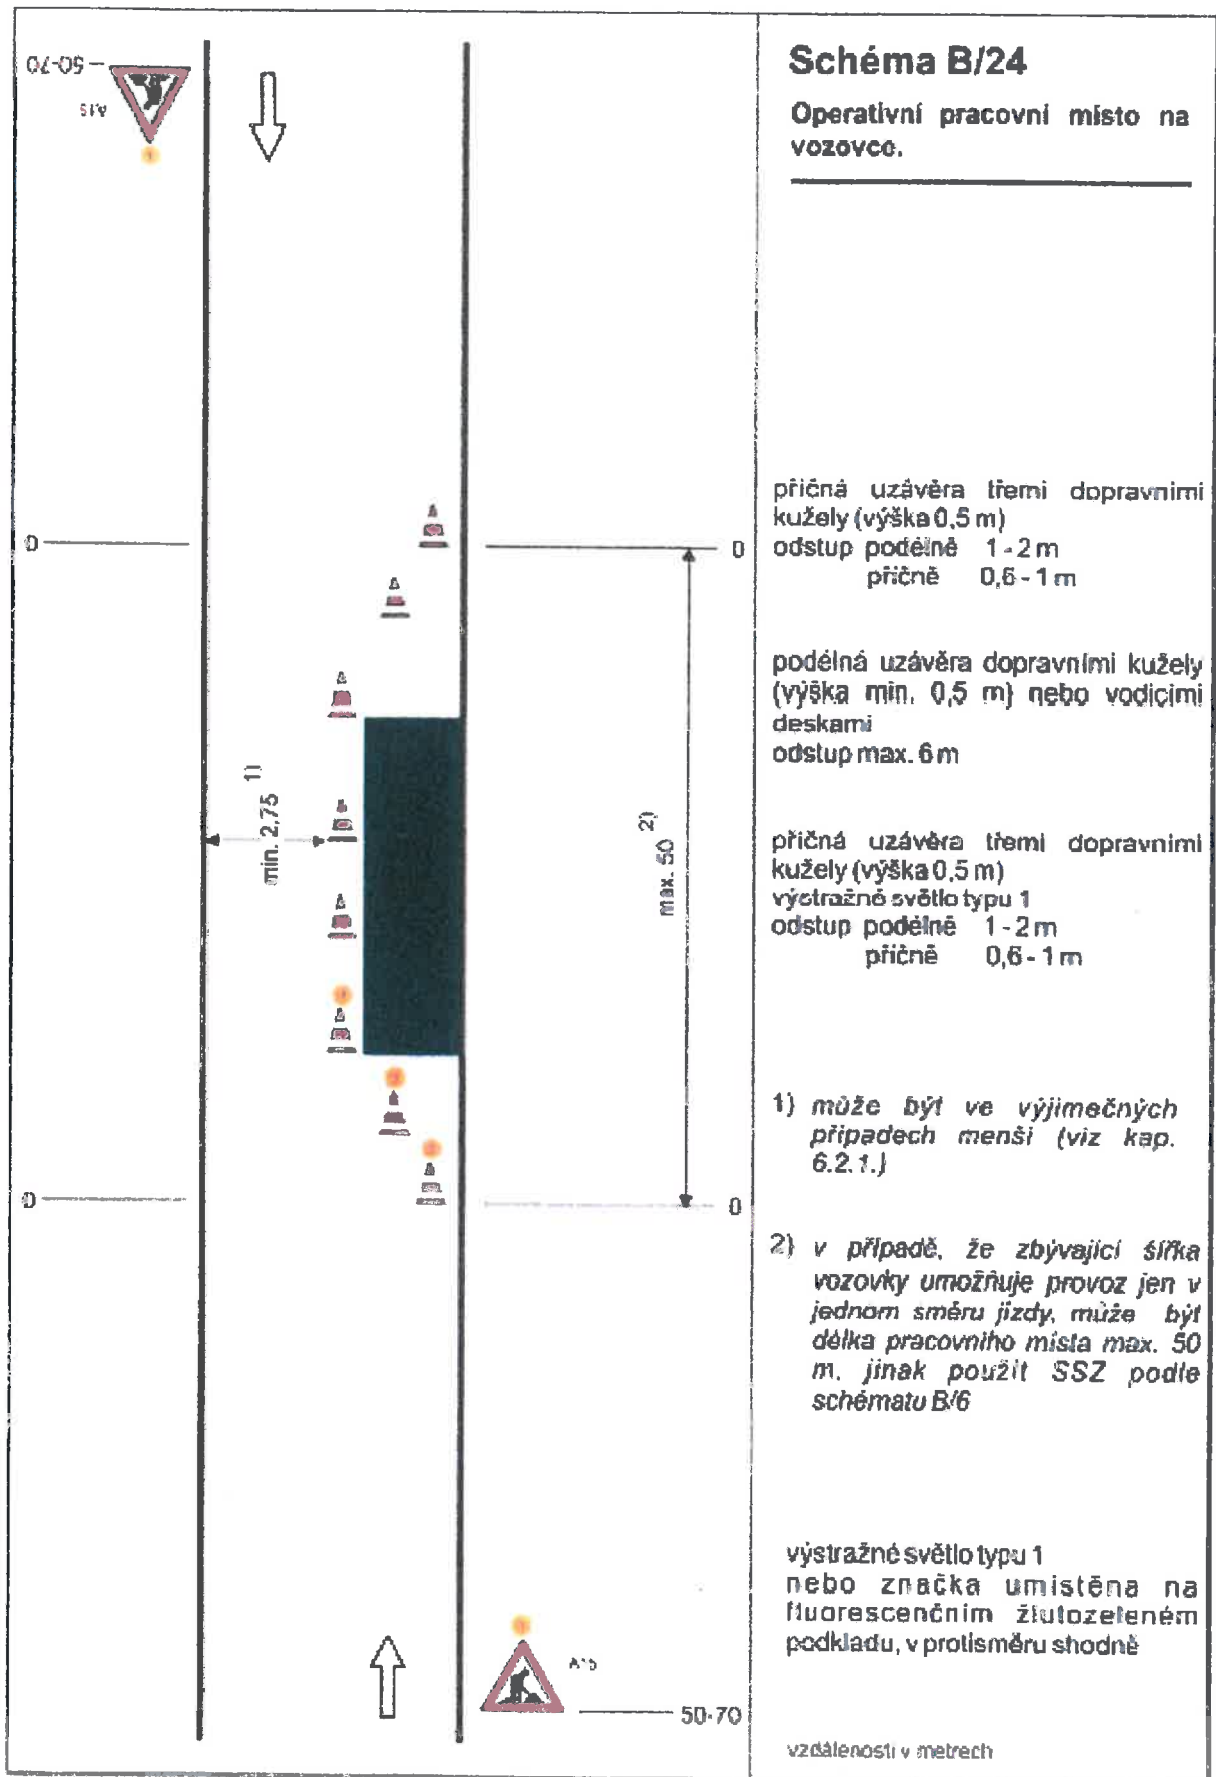 Schéma B/24
Operativní pracovní místo na
vozovce.
50-70
A15
příčná uzávěra třemi dopravními
kužely (výška 0,5 m)
odstup podélně 1 - 2 m
příčně 0,6 - 1 m
0
0
podélná uzávěra dopravními kužely
(výška min. 0,5 m) nebo vodicími
deskami
odstup max. 6 m
min. 2,75 1)
max. 50 2)
příčná uzávěra třemi dopravními
kužely (výška 0,5 m)
výstražné světlo typu 1
odstup podélně 1 - 2 m
příčně 0,6 - 1 m
1) může být ve výjimečných
případech menší (viz kap.
6.2.1.)
0
0
2) v případě, že zbývající šířka
vozovky umožňuje provoz jen v
jednom směru jízdy, může být
délka pracovního místa max. 50
m, jinak použít SSZ podle
schématu B/6
výstražné světlo typu 1
nebo značka umístěna na
fluorescenčním žlutozeleném
podkladu, v protisměru shodně
A15
50-70
vzdálenosti v metrech